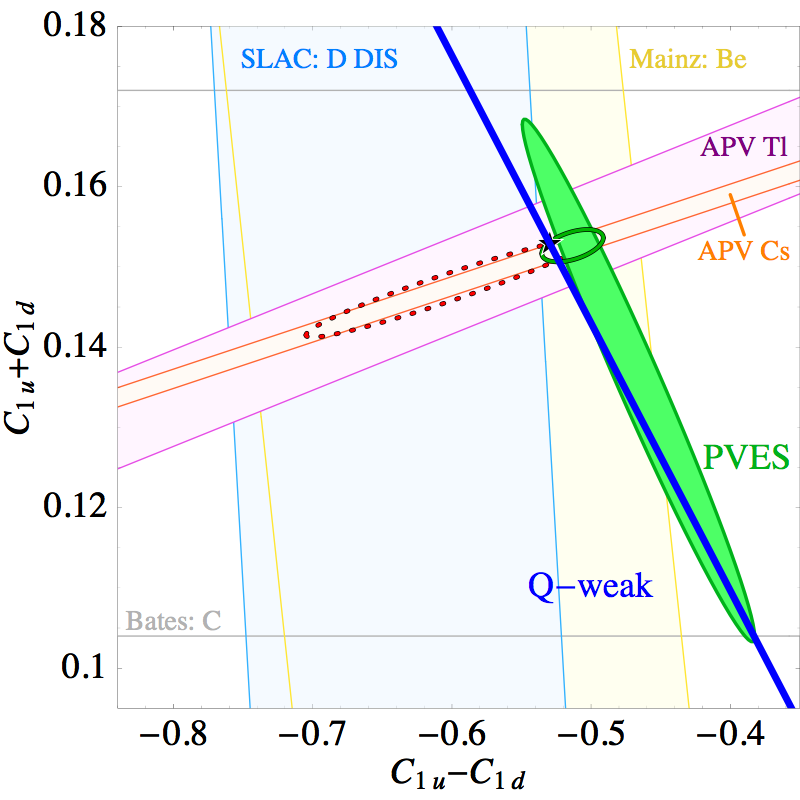 0.18
SLAC: D DIS
Mainz: Be
APV Tl
0.16
APV Cs
0.14
C1u+C1d
PVES
0.12
Q−weak
Bates: C
0.1
−0.8 −0.7 −0.6 −0.5 −0.4
C1u−C1d